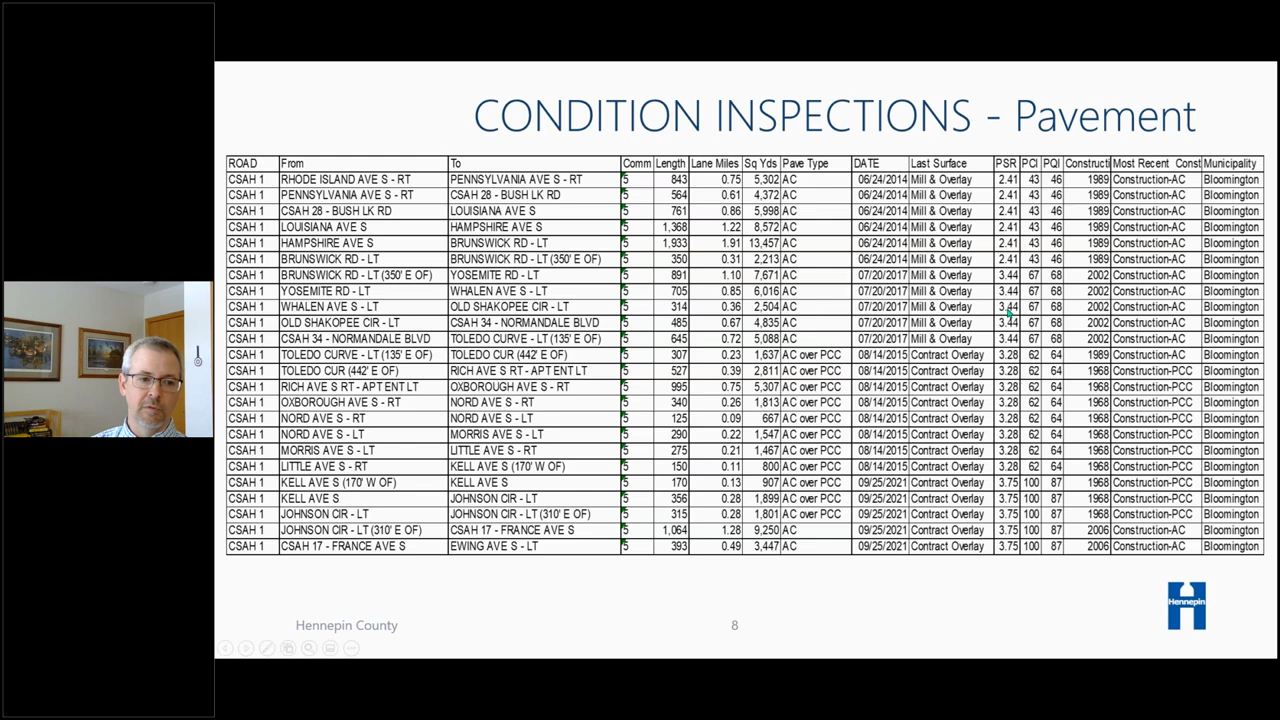 CONDITION INSPECTIONS - Pavement
ROAD From To Comm Length Lane Miles Sq Yds Pave Type DATE Last Surface PSR PCI PQI Constructi Most Recent Const Municipality
CSAH 1 RHODE ISLAND AVE S - RT PENNSYLVANIA AVE S - RT 5 843 0.75 5,302 AC 06/24/2014 Mill & Overlay 2.41 43 46 1989 Construction-AC Bloomington
CSAH 1 PENNSYLVANIA AVE S - RT CSAH 28 - BUSH LK RD 5 564 0.61 4,372 AC 06/24/2014 Mill & Overlay 2.41 43 46 1989 Construction-AC Bloomington
CSAH 1 CSAH 28 - BUSH LK RD LOUISIANA AVE S 5 761 0.86 5,998 AC 06/24/2014 Mill & Overlay 2.41 43 46 1989 Construction-AC Bloomington
CSAH 1 LOUISIANA AVE S HAMPSHIRE AVE S 5 1,368 1.22 8,572 AC 06/24/2014 Mill & Overlay 2.41 43 46 1989 Construction-AC Bloomington
CSAH 1 HAMPSHIRE AVE S BRUNSWICK RD - LT 5 1,933 1.91 13,457 AC 06/24/2014 Mill & Overlay 2.41 43 46 1989 Construction-AC Bloomington
CSAH 1 BRUNSWICK RD - LT BRUNSWICK RD - LT (350' E OF) 5 350 0.31 2,213 AC 06/24/2014 Mill & Overlay 2.41 43 46 1989 Construction-AC Bloomington
CSAH 1 BRUNSWICK RD - LT (350' E OF) YOSEMITE RD - LT 5 891 1.10 7,671 AC 07/20/2017 Mill & Overlay 3.44 67 68 2002 Construction-AC Bloomington
CSAH 1 YOSEMITE RD - LT WHALEN AVE S - LT 5 705 0.85 6,016 AC 07/20/2017 Mill & Overlay 3.44 67 68 2002 Construction-AC Bloomington
CSAH 1 WHALEN AVE S - LT OLD SHAKOPEE CIR - LT 5 314 0.36 2,504 AC 07/20/2017 Mill & Overlay 3.44 67 68 2002 Construction-AC Bloomington
CSAH 1 OLD SHAKOPEE CIR - LT CSAH 34 - NORMANDALE BLVD 5 485 0.67 4,835 AC 07/20/2017 Mill & Overlay 3.44 67 68 2002 Construction-AC Bloomington
CSAH 1 CSAH 34 - NORMANDALE BLVD TOLEDO CURVE - LT (135' E OF) 5 645 0.72 5,088 AC 07/20/2017 Mill & Overlay 3.44 67 68 2002 Construction-AC Bloomington
CSAH 1 TOLEDO CURVE - LT (135' E OF) TOLEDO CUR (442' E OF) 5 307 0.23 1,637 AC over PCC 08/14/2015 Contract Overlay 3.28 62 64 1989 Construction-AC Bloomington
CSAH 1 TOLEDO CUR (442' E OF) RICH AVE S RT - APT ENT LT 5 527 0.39 2,811 AC over PCC 08/14/2015 Contract Overlay 3.28 62 64 1968 Construction-PCC Bloomington
CSAH 1 RICH AVE S RT - APT ENT LT OXBOROUGH AVE S - RT 5 995 0.75 5,307 AC over PCC 08/14/2015 Contract Overlay 3.28 62 64 1968 Construction-PCC Bloomington
CSAH 1 OXBOROUGH AVE S - RT NORD AVE S - RT 5 340 0.26 1,813 AC over PCC 08/14/2015 Contract Overlay 3.28 62 64 1968 Construction-PCC Bloomington
CSAH 1 NORD AVE S - RT NORD AVE S - LT 5 125 0.09 667 AC over PCC 08/14/2015 Contract Overlay 3.28 62 64 1968 Construction-PCC Bloomington
CSAH 1 NORD AVE S - LT MORRIS AVE S - LT 5 290 0.22 1,547 AC over PCC 08/14/2015 Contract Overlay 3.28 62 64 1968 Construction-PCC Bloomington
CSAH 1 MORRIS AVE S - LT LITTLE AVE S - RT 5 275 0.21 1,467 AC over PCC 08/14/2015 Contract Overlay 3.28 62 64 1968 Construction-PCC Bloomington
CSAH 1 LITTLE AVE S - RT KELL AVE S (170' W OF) 5 150 0.11 800 AC over PCC 08/14/2015 Contract Overlay 3.28 62 64 1968 Construction-PCC Bloomington
CSAH 1 KELL AVE S (170' W OF) KELL AVE S 5 170 0.13 907 AC over PCC 09/25/2021 Contract Overlay 3.75 100 87 1968 Construction-PCC Bloomington
CSAH 1 KELL AVE S JOHNSON CIR - LT 5 356 0.28 1,899 AC over PCC 09/25/2021 Contract Overlay 3.75 100 87 1968 Construction-PCC Bloomington
CSAH 1 JOHNSON CIR - LT JOHNSON CIR - LT (310' E OF) 5 315 0.28 1,801 AC over PCC 09/25/2021 Contract Overlay 3.75 100 87 1968 Construction-PCC Bloomington
CSAH 1 JOHNSON CIR - LT (310' E OF) CSAH 17 - FRANCE AVE S 5 1,064 1.28 9,250 AC 09/25/2021 Contract Overlay 3.75 100 87 2006 Construction-AC Bloomington
CSAH 1 CSAH 17 - FRANCE AVE S EWING AVE S - LT 5 393 0.49 3,447 AC 09/25/2021 Contract Overlay 3.75 100 87 2006 Construction-AC Bloomington
Hennepin
Hennepin County 8